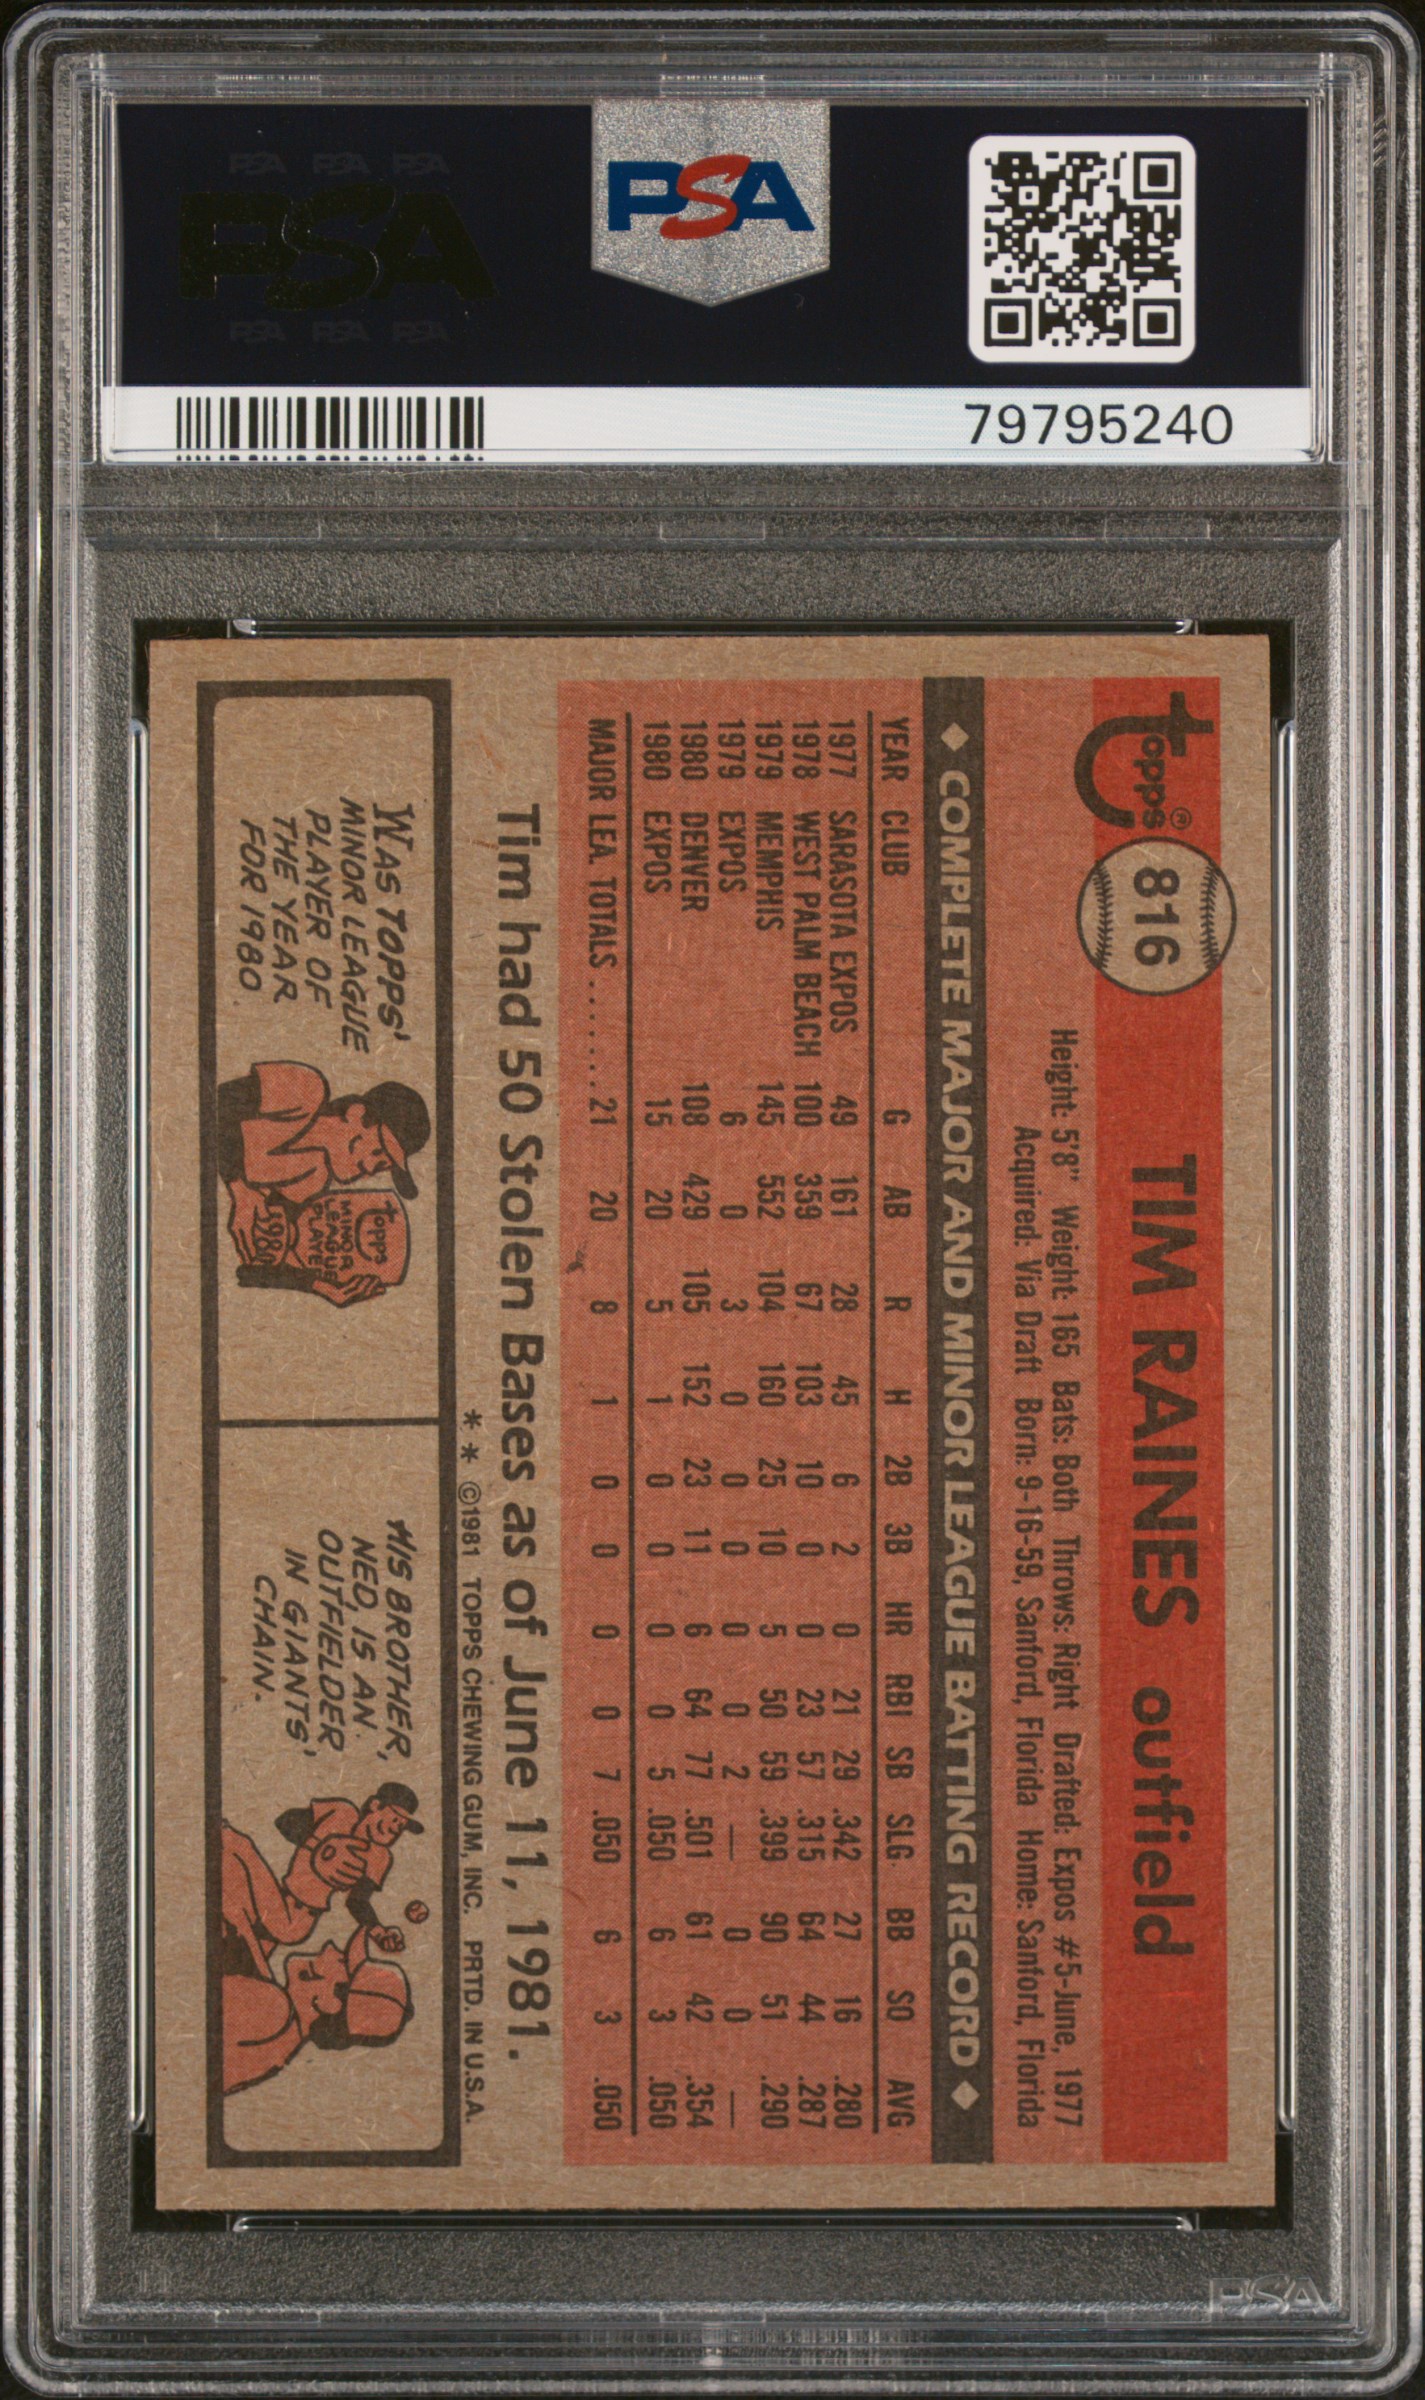 PSA PSA PSA
PSA
PSA PSA PSA
PSA
79795240
topps®
816
TIM RAINES outfield
Height: 5'8" Weight: 165 Bats: Both Throws: Right Drafted: Expos #5-June, 1977
Acquired: Via Draft Born: 9-16-59, Sanford, Florida Home: Sanford, Florida
◆ COMPLETE MAJOR AND MINOR LEAGUE BATTING RECORD ◆
YEAR CLUB G AB R H 2B 3B HR RBI SB SLG. BB SO AVG.
1977 SARASOTA EXPOS 49 161 28 45 6 2 0 21 29 .342 27 16 .280
1978 WEST PALM BEACH 100 359 67 103 10 0 0 23 57 .315 64 44 .287
1979 MEMPHIS 145 552 104 160 25 10 5 50 59 .399 90 51 .290
1979 EXPOS 6 0 3 0 0 0 0 0 2 — 0 0 —
1980 DENVER 108 429 105 152 23 11 6 64 77 .501 61 42 .354
1980 EXPOS 15 20 5 1 0 0 0 0 5 .050 6 3 .050
MAJOR LEA. TOTALS ....... 21 20 8 1 0 0 0 0 7 .050 6 3 .050
Tim had 50 Stolen Bases as of June 11, 1981.
** ©1981 TOPPS CHEWING GUM, INC. PRTD. IN U.S.A.
WAS TOPPS'
MINOR LEAGUE
PLAYER OF
THE YEAR
FOR 1980.
topps
MINOR
LEAGUE
PLAYE
1980
HIS BROTHER,
NED, IS AN
OUTFIELDER
IN GIANTS'
CHAIN.
PSA